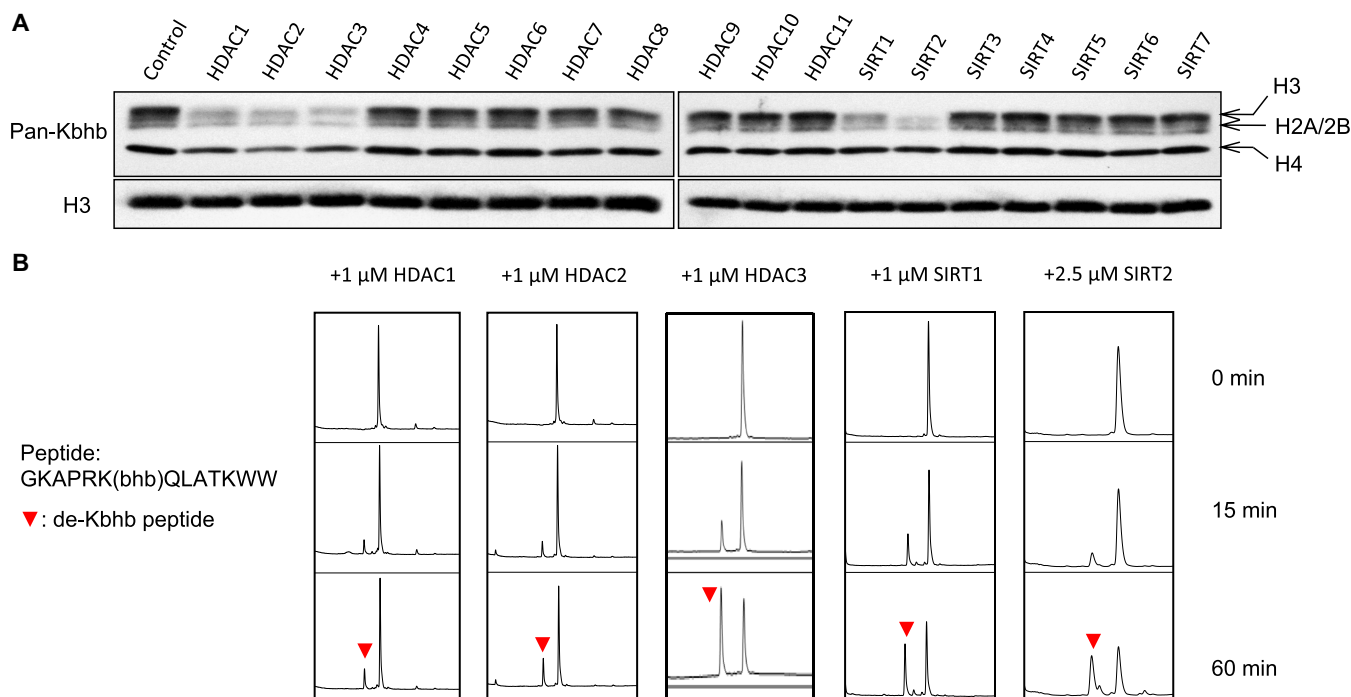 A
Control HDAC1 HDAC2 HDAC3 HDAC4 HDAC5 HDAC6 HDAC7 HDAC8 HDAC9 HDAC10 HDAC11 SIRT1 SIRT2 SIRT3 SIRT4 SIRT5 SIRT6 SIRT7
Pan-Kbhb
H3
H2A/2B
H4
H3
B
+1 µM HDAC1 +1 µM HDAC2 +1 µM HDAC3 +1 µM SIRT1 +2.5 µM SIRT2
0 min
Peptide:
GKAPRK(bhb)QLATKWW
: de-Kbhb peptide
15 min
60 min